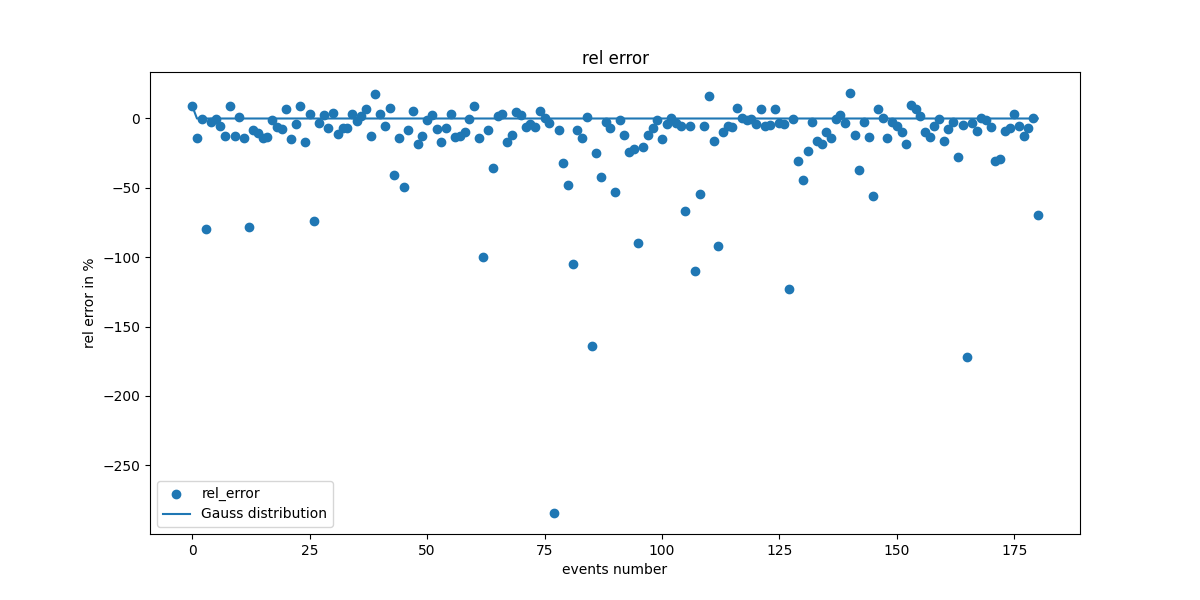 rel error
rel error in %
0
−50
−100
−150
−200
−250
rel_error
Gauss distribution
0
25
50
75
100
125
150
175
events number